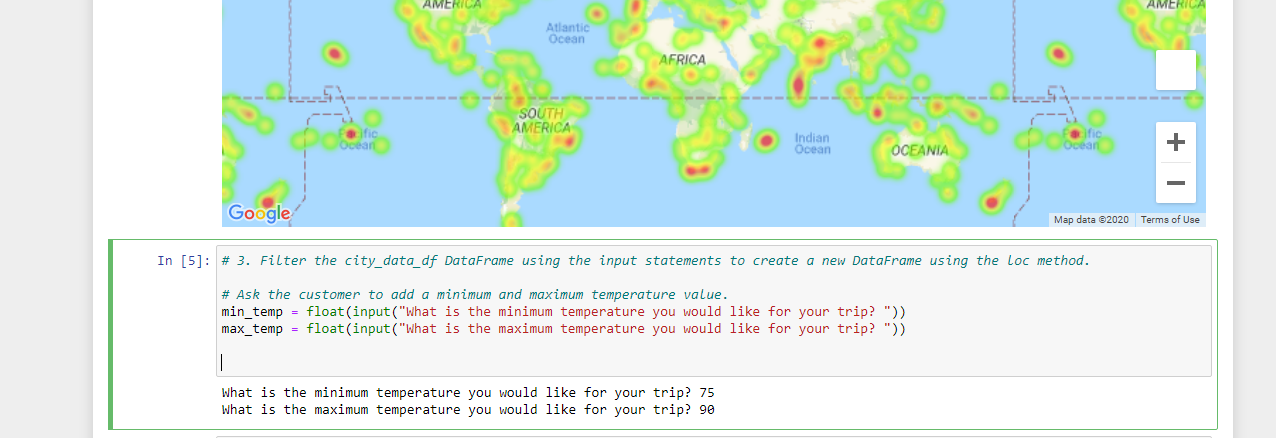 AMERICA
AMERICA
Atlantic
Ocean
AFRICA
SOUTH
AMERICA
Pacific
Ocean
Indian
Ocean
OCEANIA
Pacific
Ocean
+
−
Google
Map data ©2020 Terms of Use
In [5]: # 3. Filter the city_data_df DataFrame using the input statements to create a new DataFrame using the loc method.
# Ask the customer to add a minimum and maximum temperature value.
min_temp = float(input("What is the minimum temperature you would like for your trip? "))
max_temp = float(input("What is the maximum temperature you would like for your trip? "))
What is the minimum temperature you would like for your trip? 75
What is the maximum temperature you would like for your trip? 90